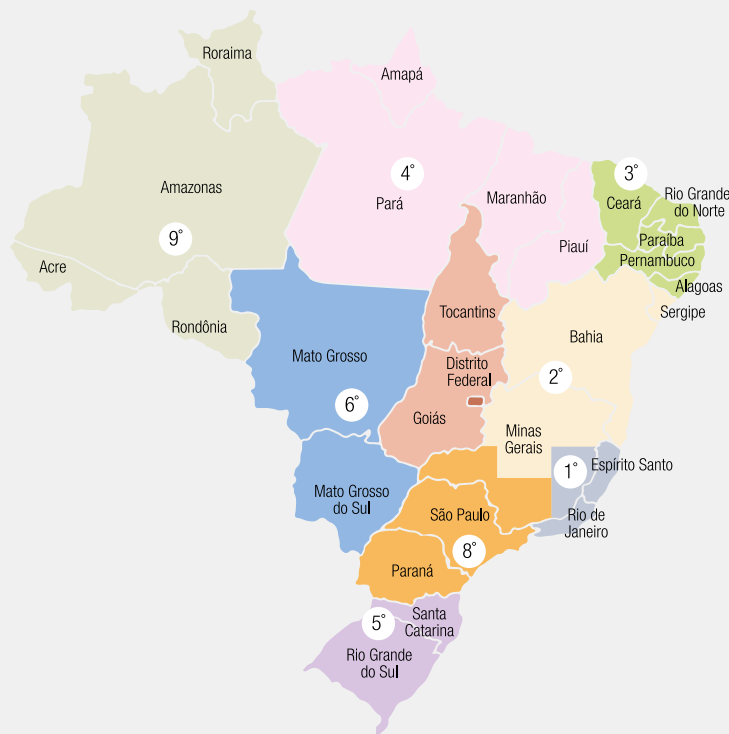 Roraima
Amapá
4°
3°
Amazonas
Pará
Maranhão
Ceará
Rio Grande
do Norte
9°
Piauí
Paraíba
Pernambuco
Acre
Alagoas
Tocantins
Sergipe
Rondônia
Bahia
Mato Grosso
Distrito
Federal
2°
6°
Goiás
Minas
Gerais
1°
Espírito Santo
Mato Grosso
do Sul
São Paulo
Rio de
Janeiro
8°
Paraná
5°
Santa
Catarina
Rio Grande
do Sul